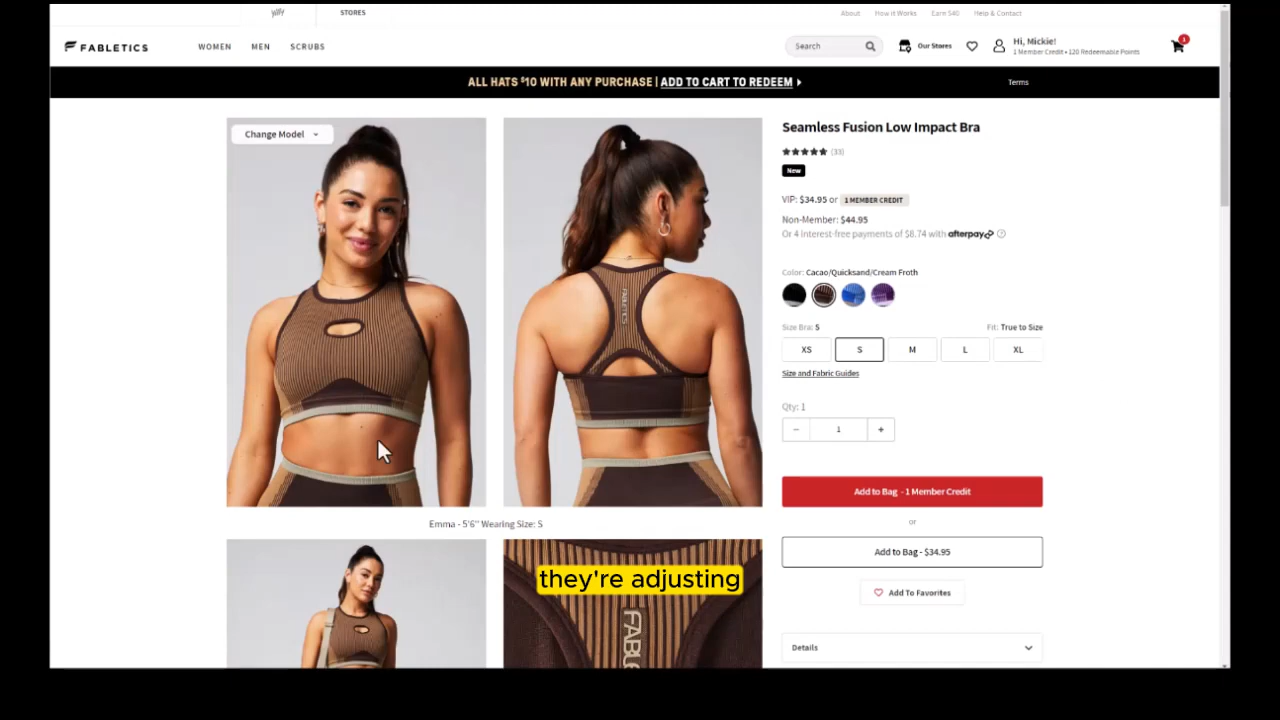 yitty
STORES
About
How it Works
Earn $40
Help & Contact
FABLETICS
WOMEN
MEN
SCRUBS
Search
Our Stores
Hi, Mickie!
1 Member Credit • 120 Redeemable Points
1
ALL HATS $10 WITH ANY PURCHASE | ADD TO CART TO REDEEM
Terms
Change Model
FABLETICS
Seamless Fusion Low Impact Bra
(33)
New
VIP: $34.95 or 1 MEMBER CREDIT
Non-Member: $44.95
Or 4 interest-free payments of $8.74 with afterpay
Color: Cacao/Quicksand/Cream Froth
Size Bra: S
Fit: True to Size
XS
S
M
L
XL
Size and Fabric Guides
Qty: 1
− 1 +
Add to Bag - 1 Member Credit
or
Add to Bag - $34.95
Add To Favorites
Details
Emma - 5'6" Wearing Size: S
they're adjusting
FABLE